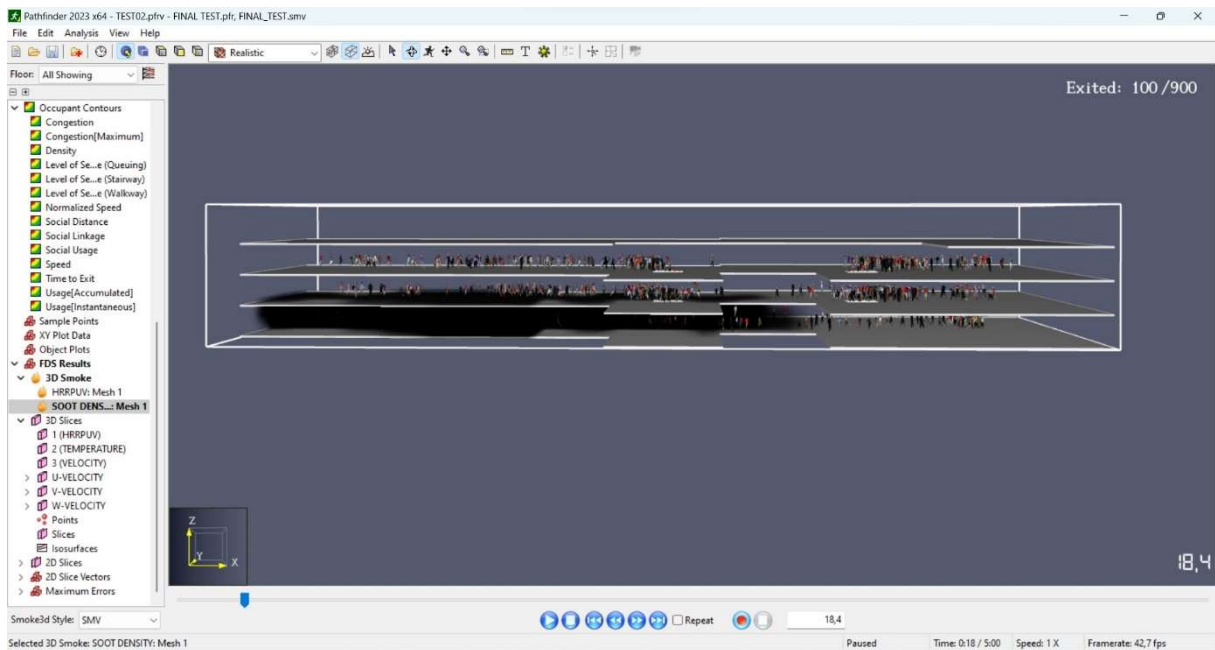 Pathfinder 2023 x64 - TEST02.pfrv - FINAL TEST.pfr, FINAL_TEST.smv
File Edit Analysis View Help
Realistic
Floor: All Showing
Exited: 100/900
Occupant Contours
Congestion
Congestion[Maximum]
Density
Level of Se...e (Queuing)
Level of Se...e (Stairway)
Level of Se...e (Walkway)
Normalized Speed
Social Distance
Social Linkage
Social Usage
Speed
Time to Exit
Usage[Accumulated]
Usage[Instantaneous]
Sample Points
XY Plot Data
Object Plots
FDS Results
3D Smoke
HRRPUV: Mesh 1
SOOT DENS...: Mesh 1
3D Slices
1 (HRRPUV)
2 (TEMPERATURE)
3 (VELOCITY)
U-VELOCITY
V-VELOCITY
W-VELOCITY
Points
Slices
Isosurfaces
2D Slices
2D Slice Vectors
Maximum Errors
Z
Y
X
18,4
Smoke3d Style: SMV
Repeat
18,4
Selected 3D Smoke: SOOT DENSITY: Mesh 1
Paused
Time: 0:18 / 5:00
Speed: 1 X
Framerate: 42,7 fps